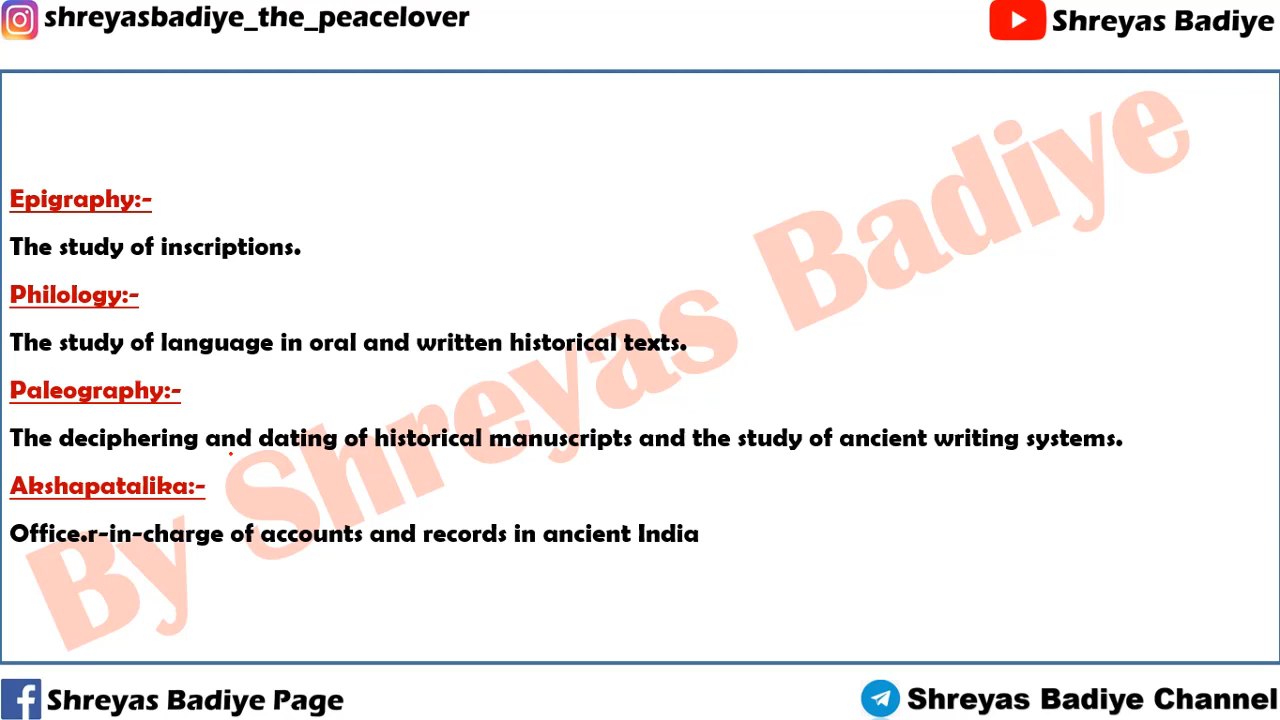 shreyasbadiye_the_peacelover
Shreyas Badiye
Epigraphy:-
The study of inscriptions.
Philology:-
The study of language in oral and written historical texts.
Paleography:-
The deciphering and dating of historical manuscripts and the study of ancient writing systems.
Akshapatalika:-
Office.r-in-charge of accounts and records in ancient India
By Shreyas Badiye
Shreyas Badiye Page
Shreyas Badiye Channel